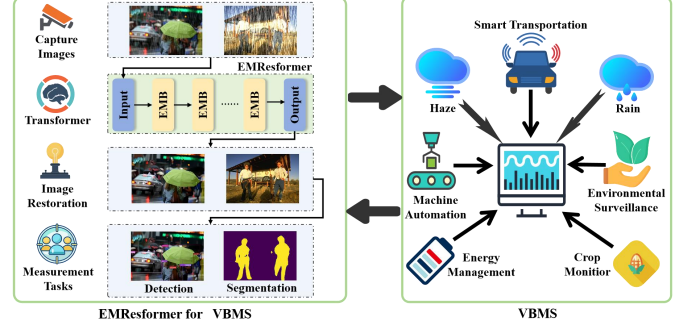 Capture
Images
EMResformer
Transformer
Input
EMB
EMB
......
EMB
Output
Image
Restoration
Measurement
Tasks
Detection
Segmentation
EMResformer for VBMS
Smart Transportation
Haze
Rain
Machine
Automation
Environmental
Surveillance
Energy
Management
Crop
Monitior
VBMS